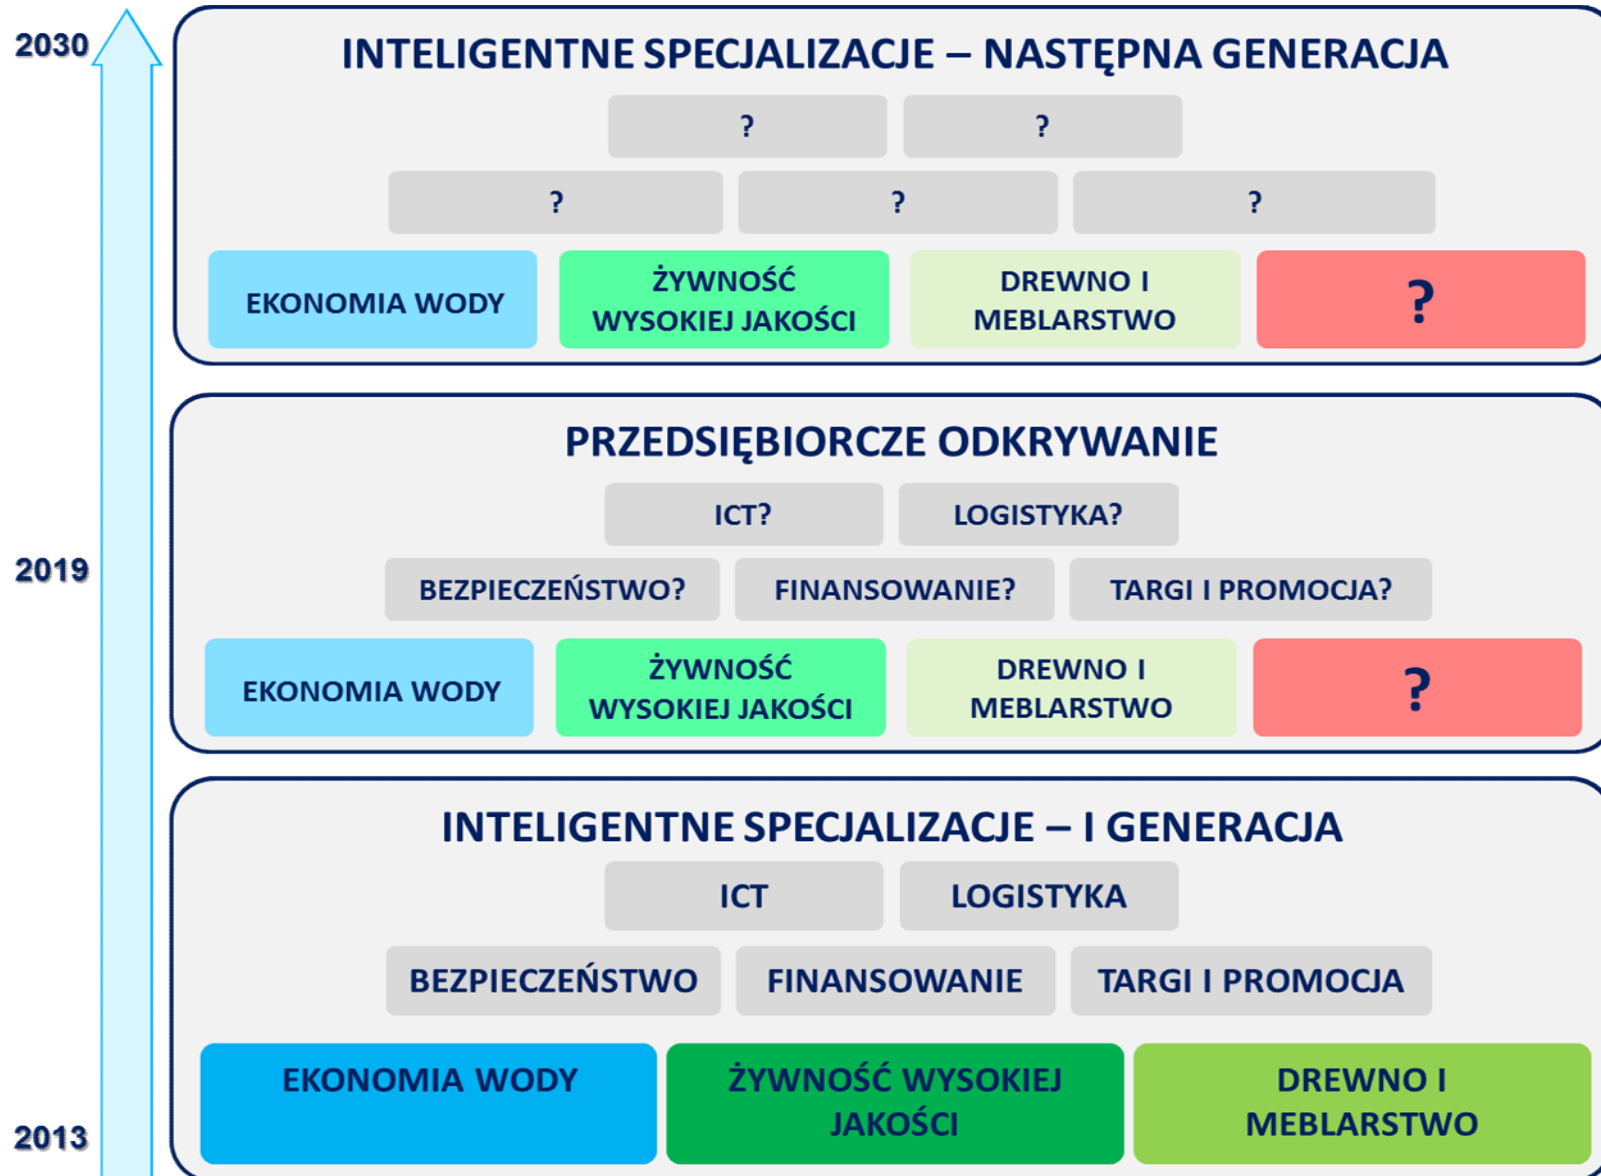 2030
INTELIGENTNE SPECJALIZACJE – NASTĘPNA GENERACJA
? ?
? ? ?
EKONOMIA WODY
ŻYWNOŚĆ
WYSOKIEJ JAKOŚCI
DREWNO I
MEBLARSTWO
?
PRZEDSIĘBIORCZE ODKRYWANIE
ICT? LOGISTYKA?
2019
BEZPIECZEŃSTWO? FINANSOWANIE? TARGI I PROMOCJA?
EKONOMIA WODY
ŻYWNOŚĆ
WYSOKIEJ JAKOŚCI
DREWNO I
MEBLARSTWO
?
INTELIGENTNE SPECJALIZACJE – I GENERACJA
ICT LOGISTYKA
BEZPIECZEŃSTWO FINANSOWANIE TARGI I PROMOCJA
EKONOMIA WODY
ŻYWNOŚĆ WYSOKIEJ
JAKOŚCI
DREWNO I
MEBLARSTWO
2013